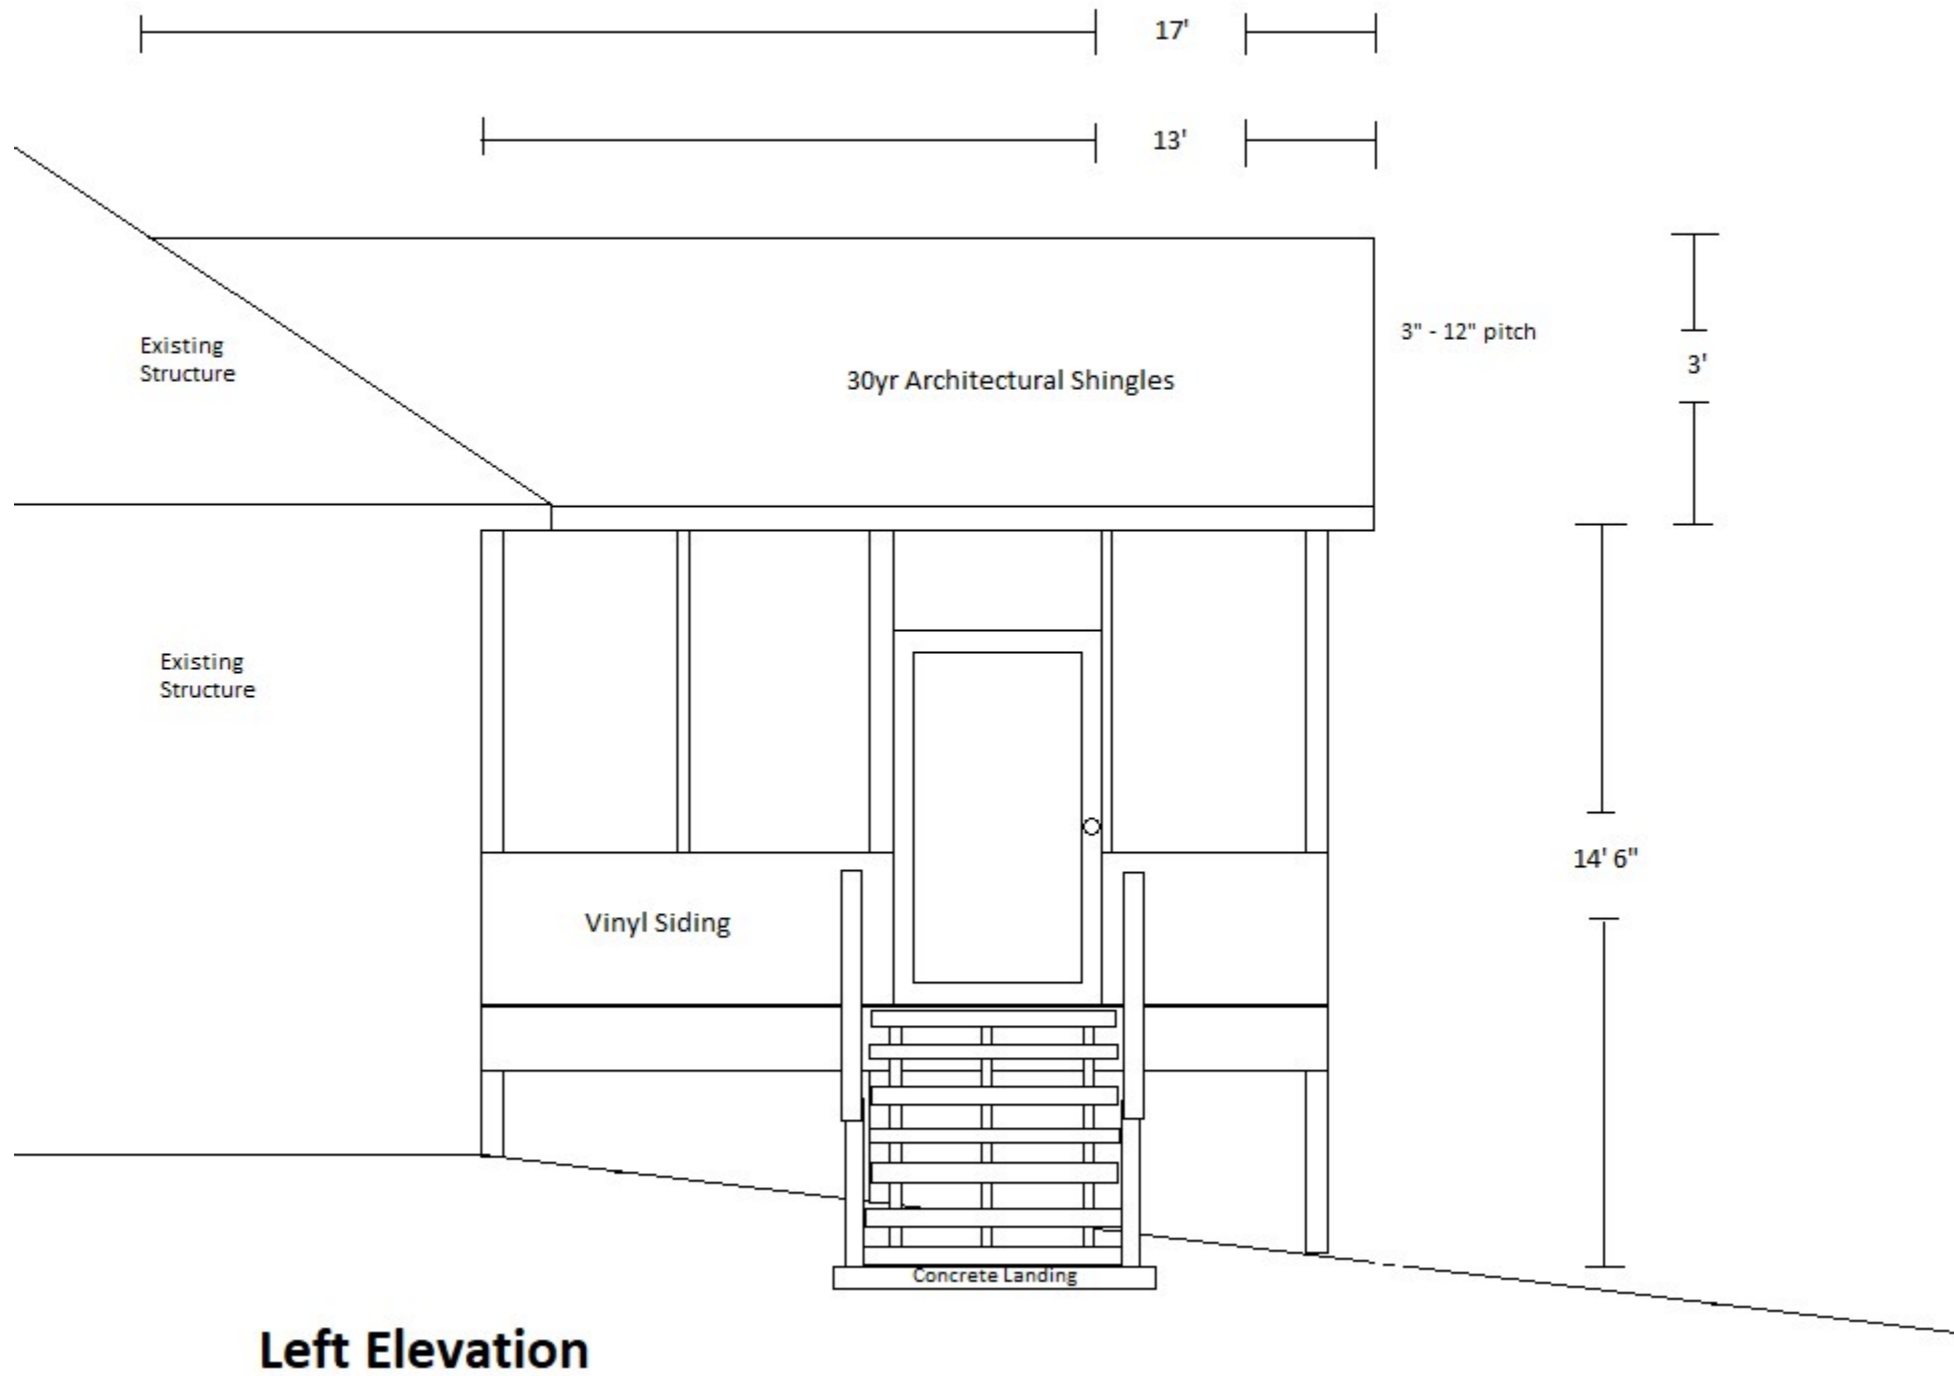 17'
13'
Existing
Structure
3" - 12" pitch
3'
30yr Architectural Shingles
Existing
Structure
14' 6"
Vinyl Siding
Concrete Landing
Left Elevation